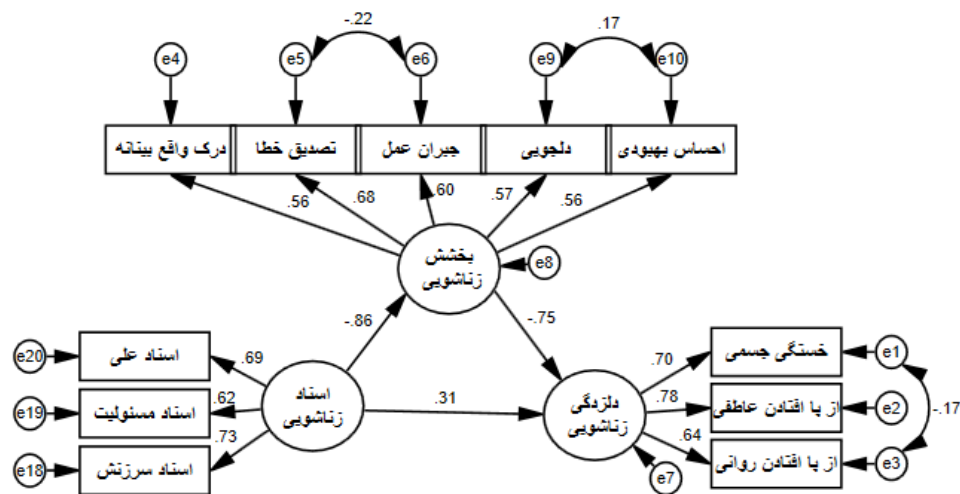 -.22
.17
e4
e5
e6
e9
e10
درک واقع بینانه
تصدیق خطا
جبران عمل
دلجویی
احساس بهبودی
.56
.68
.60
.57
.56
بخشش
زناشویی
e8
-.86
-.75
e20
اسناد علی
.69
e19
اسناد مسئولیت
.62
e18
اسناد سرزنش
.73
اسناد
زناشویی
.31
دلزدگی
زناشویی
e7
.70
خستگی جسمی
e1
.78
از پا افتادن عاطفی
e2
-.17
.64
از پا افتادن روانی
e3